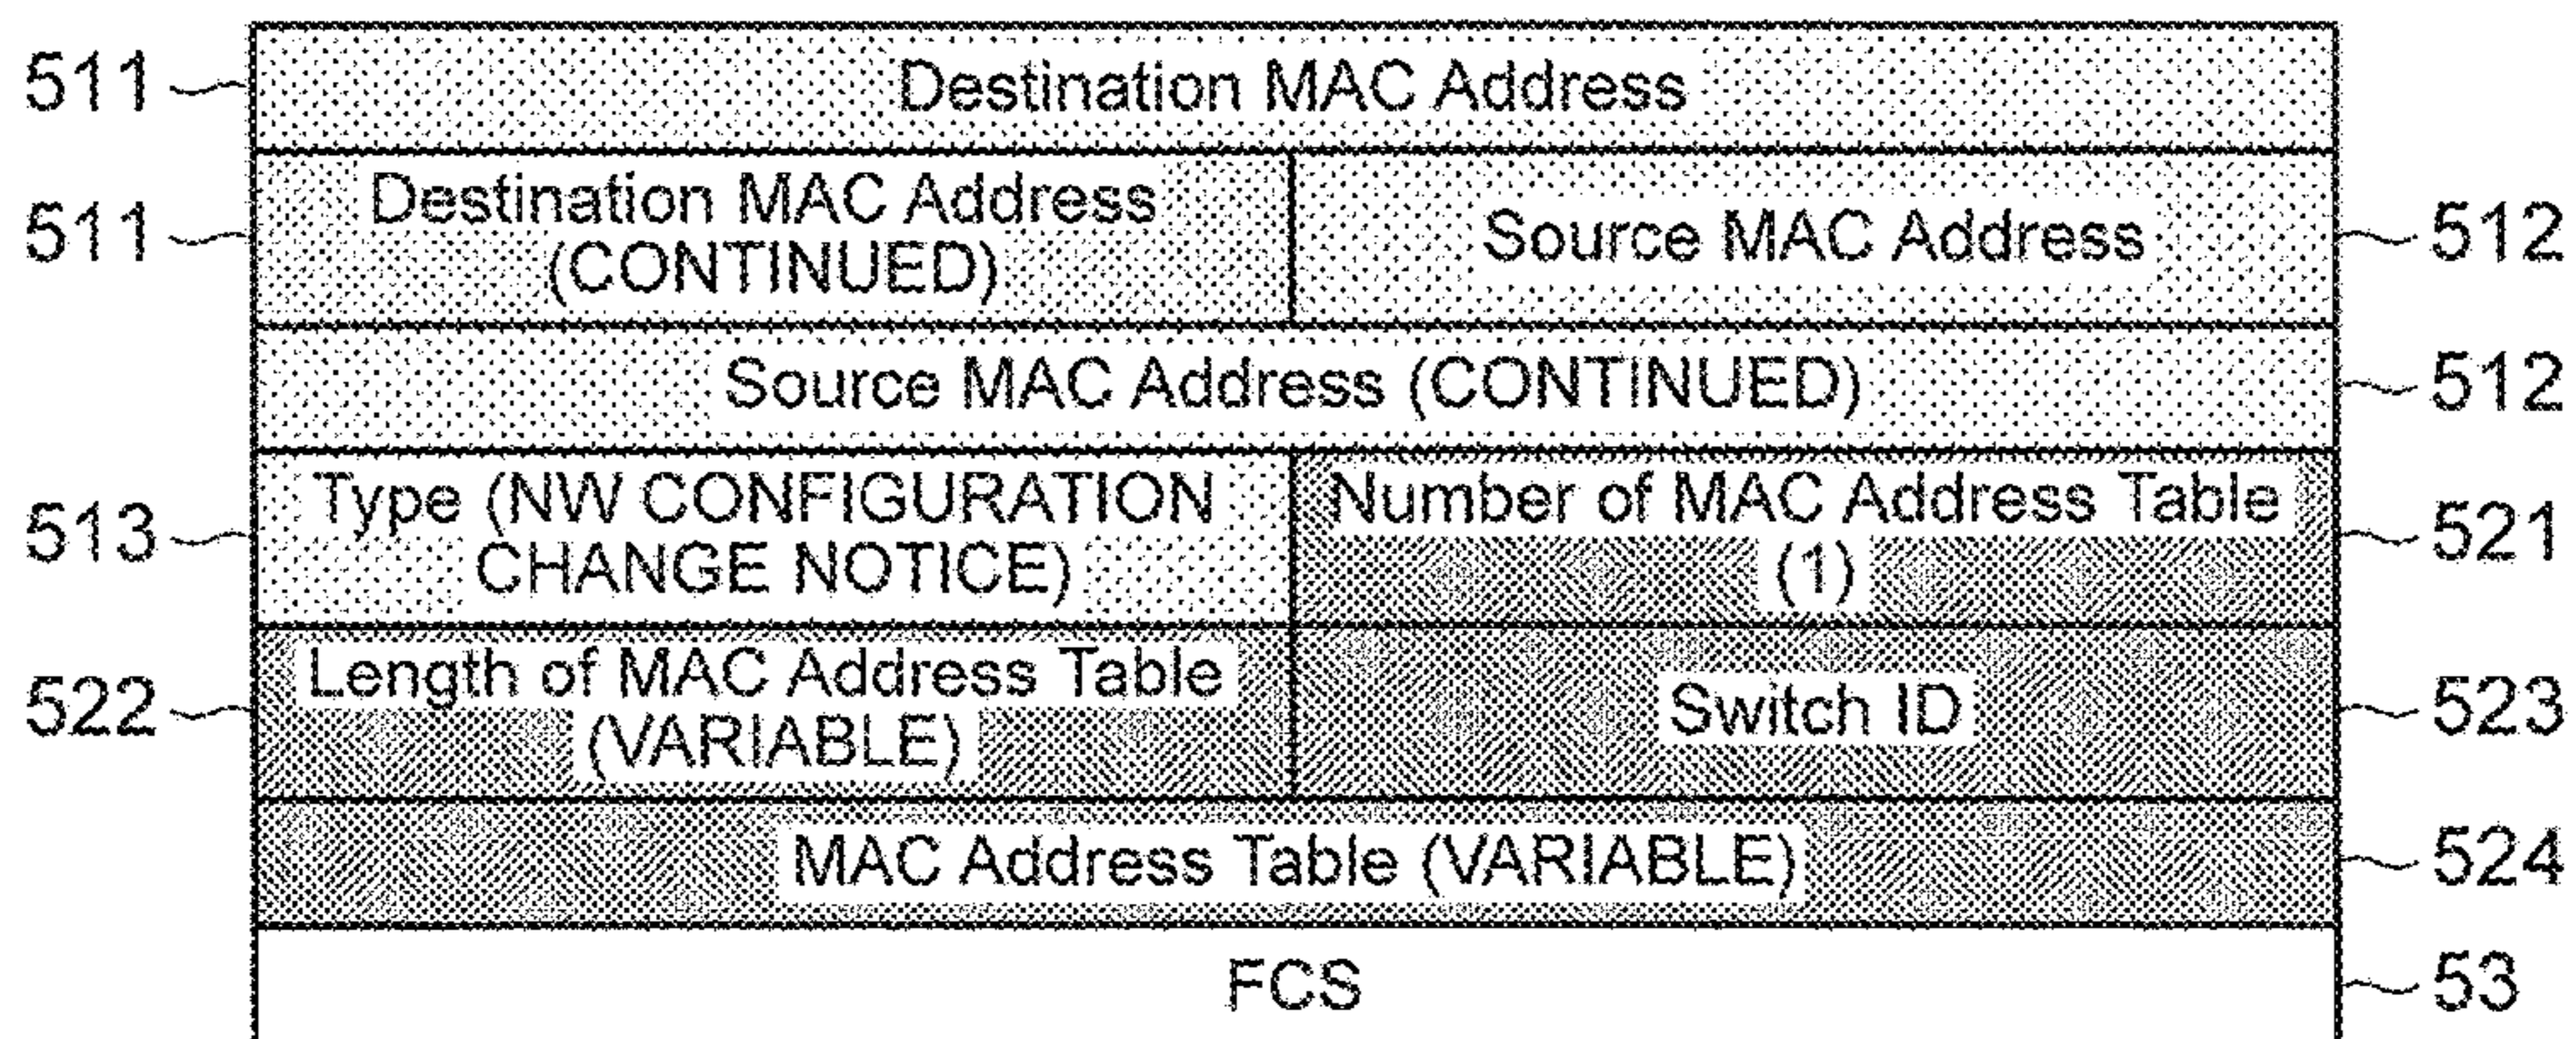 511
Destination MAC Address
511
Destination MAC Address
(CONTINUED)
Source MAC Address
512
Source MAC Address (CONTINUED)
512
513
Type (NW CONFIGURATION
CHANGE NOTICE)
Number of MAC Address Table
(1)
521
522
Length of MAC Address Table
(VARIABLE)
Switch ID
523
MAC Address Table (VARIABLE)
524
FCS
53